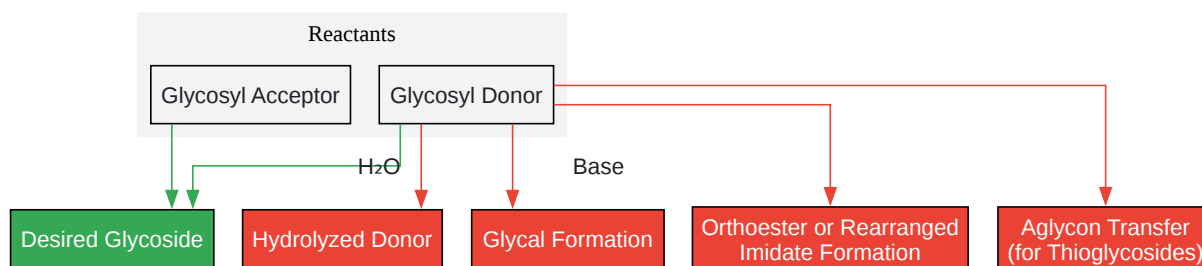 Reactants
Glycosyl Acceptor
Glycosyl Donor
H₂O
Base
Desired Glycoside
Hydrolyzed Donor
Glycal Formation
Orthoester or Rearranged
Imidate Formation
Aglycon Transfer
(for Thioglycosides)